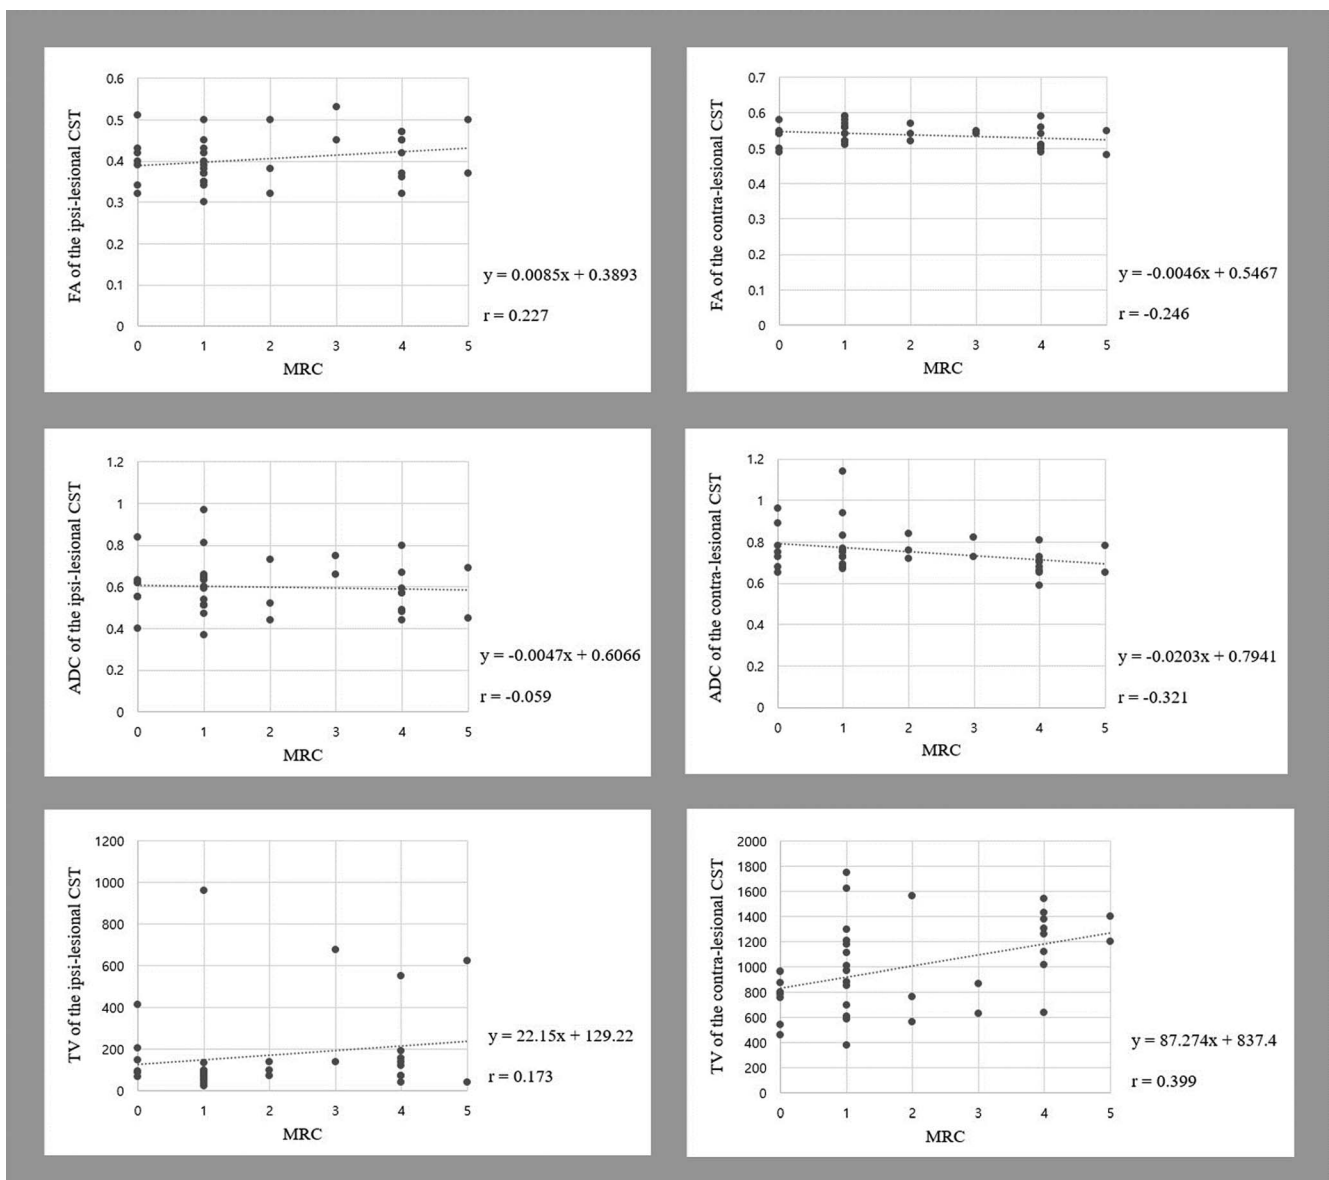 FA of the ipsi-lesional CST
0.6
0.5
0.4
0.3
0.2
0.1
0
0 1 2 3 4 5
MRC
y = 0.0085x + 0.3893
r = 0.227
FA of the contra-lesional CST
0.7
0.6
0.5
0.4
0.3
0.2
0.1
0
0 1 2 3 4 5
MRC
y = -0.0046x + 0.5467
r = -0.246
ADC of the ipsi-lesional CST
1.2
1
0.8
0.6
0.4
0.2
0
0 1 2 3 4 5
MRC
y = -0.0047x + 0.6066
r = -0.059
ADC of the contra-lesional CST
1.2
1
0.8
0.6
0.4
0.2
0
0 1 2 3 4 5
MRC
y = -0.0203x + 0.7941
r = -0.321
TV of the ipsi-lesional CST
1200
1000
800
600
400
200
0
0 1 2 3 4 5
MRC
y = 22.15x + 129.22
r = 0.173
TV of the contra-lesional CST
2000
1800
1600
1400
1200
1000
800
600
400
200
0
0 1 2 3 4 5
MRC
y = 87.274x + 837.4
r = 0.399